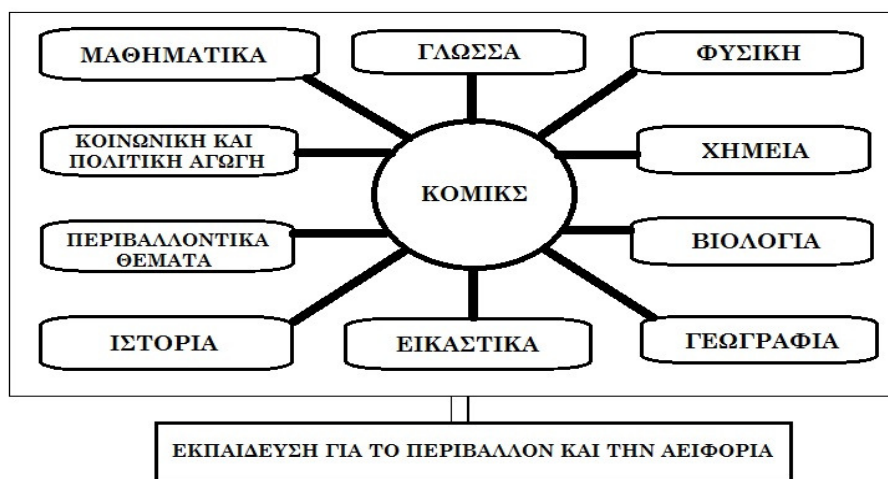 ΜΑΘΗΜΑΤΙΚΑ
ΓΛΩΣΣΑ
ΦΥΣΙΚΗ
ΚΟΙΝΩΝΙΚΗ ΚΑΙ
ΠΟΛΙΤΙΚΗ ΑΓΩΓΗ
ΧΗΜΕΙΑ
ΚΟΜΙΚΣ
ΠΕΡΙΒΑΛΛΟΝΤΙΚΑ
ΘΕΜΑΤΑ
ΒΙΟΛΟΓΙΑ
ΙΣΤΟΡΙΑ
ΕΙΚΑΣΤΙΚΑ
ΓΕΩΓΡΑΦΙΑ
ΕΚΠΑΙΔΕΥΣΗ ΓΙΑ ΤΟ ΠΕΡΙΒΑΛΛΟΝ ΚΑΙ ΤΗΝ ΑΕΙΦΟΡΙΑ